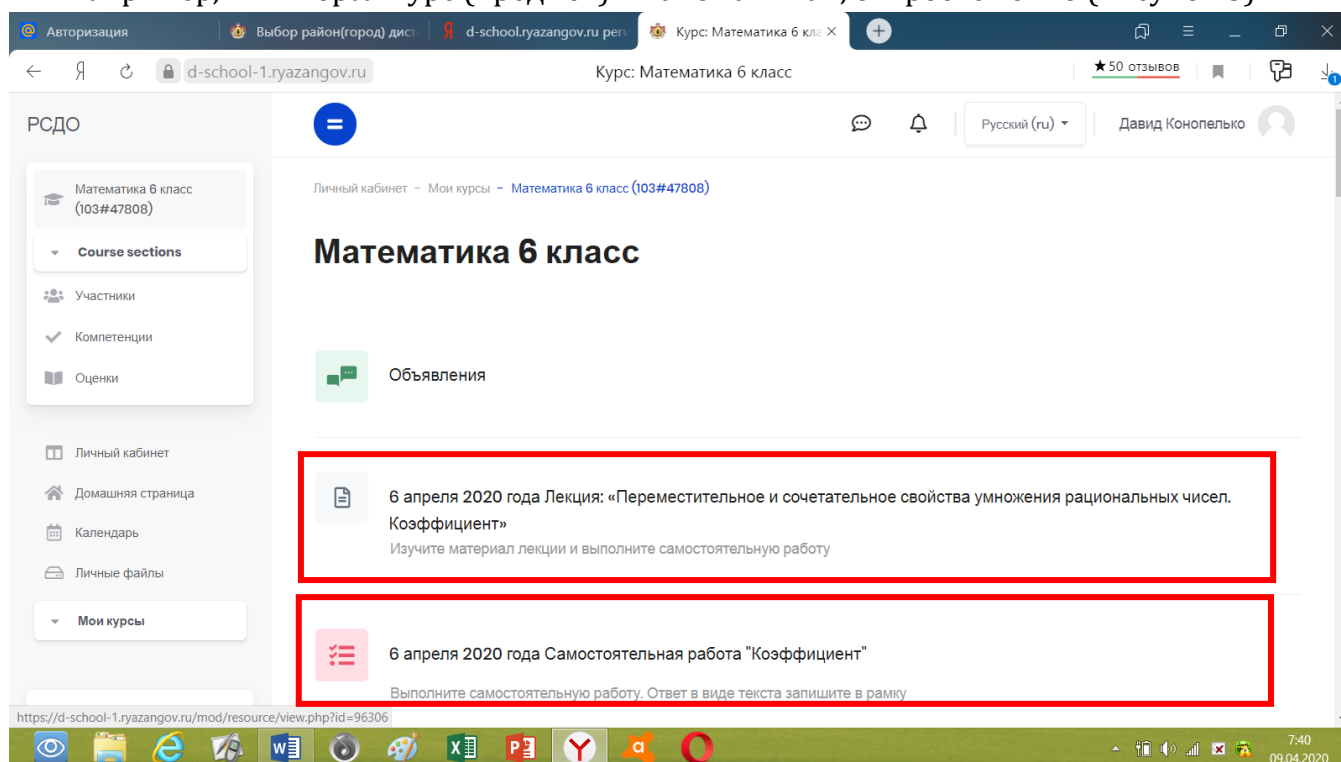 Авторизация
Выбор район(город) дист
d-school.ryazangov.ru рег
Курс: Математика 6 кла
d-school-1.ryazangov.ru
Курс: Математика 6 класс
★50 отзывов
РСДО
Русский (ru)
Давид Конопелько
Математика 6 класс
(103#47808)
Course sections
Участники
Компетенции
Оценки
Личный кабинет
Домашняя страница
Календарь
Личные файлы
Мои курсы
Личный кабинет - Мои курсы - Математика 6 класс (103#47808)
Математика 6 класс
Объявления
6 апреля 2020 года Лекция: «Переместительное и сочетательное свойства умножения рациональных чисел.
Коэффициент»
Изучите материал лекции и выполните самостоятельную работу
6 апреля 2020 года Самостоятельная работа "Коэффициент"
Выполните самостоятельную работу. Ответ в виде текста запишите в рамку
https://d-school-1.ryazangov.ru/mod/resource/view.php?id=96306
7:40
09.04.2020